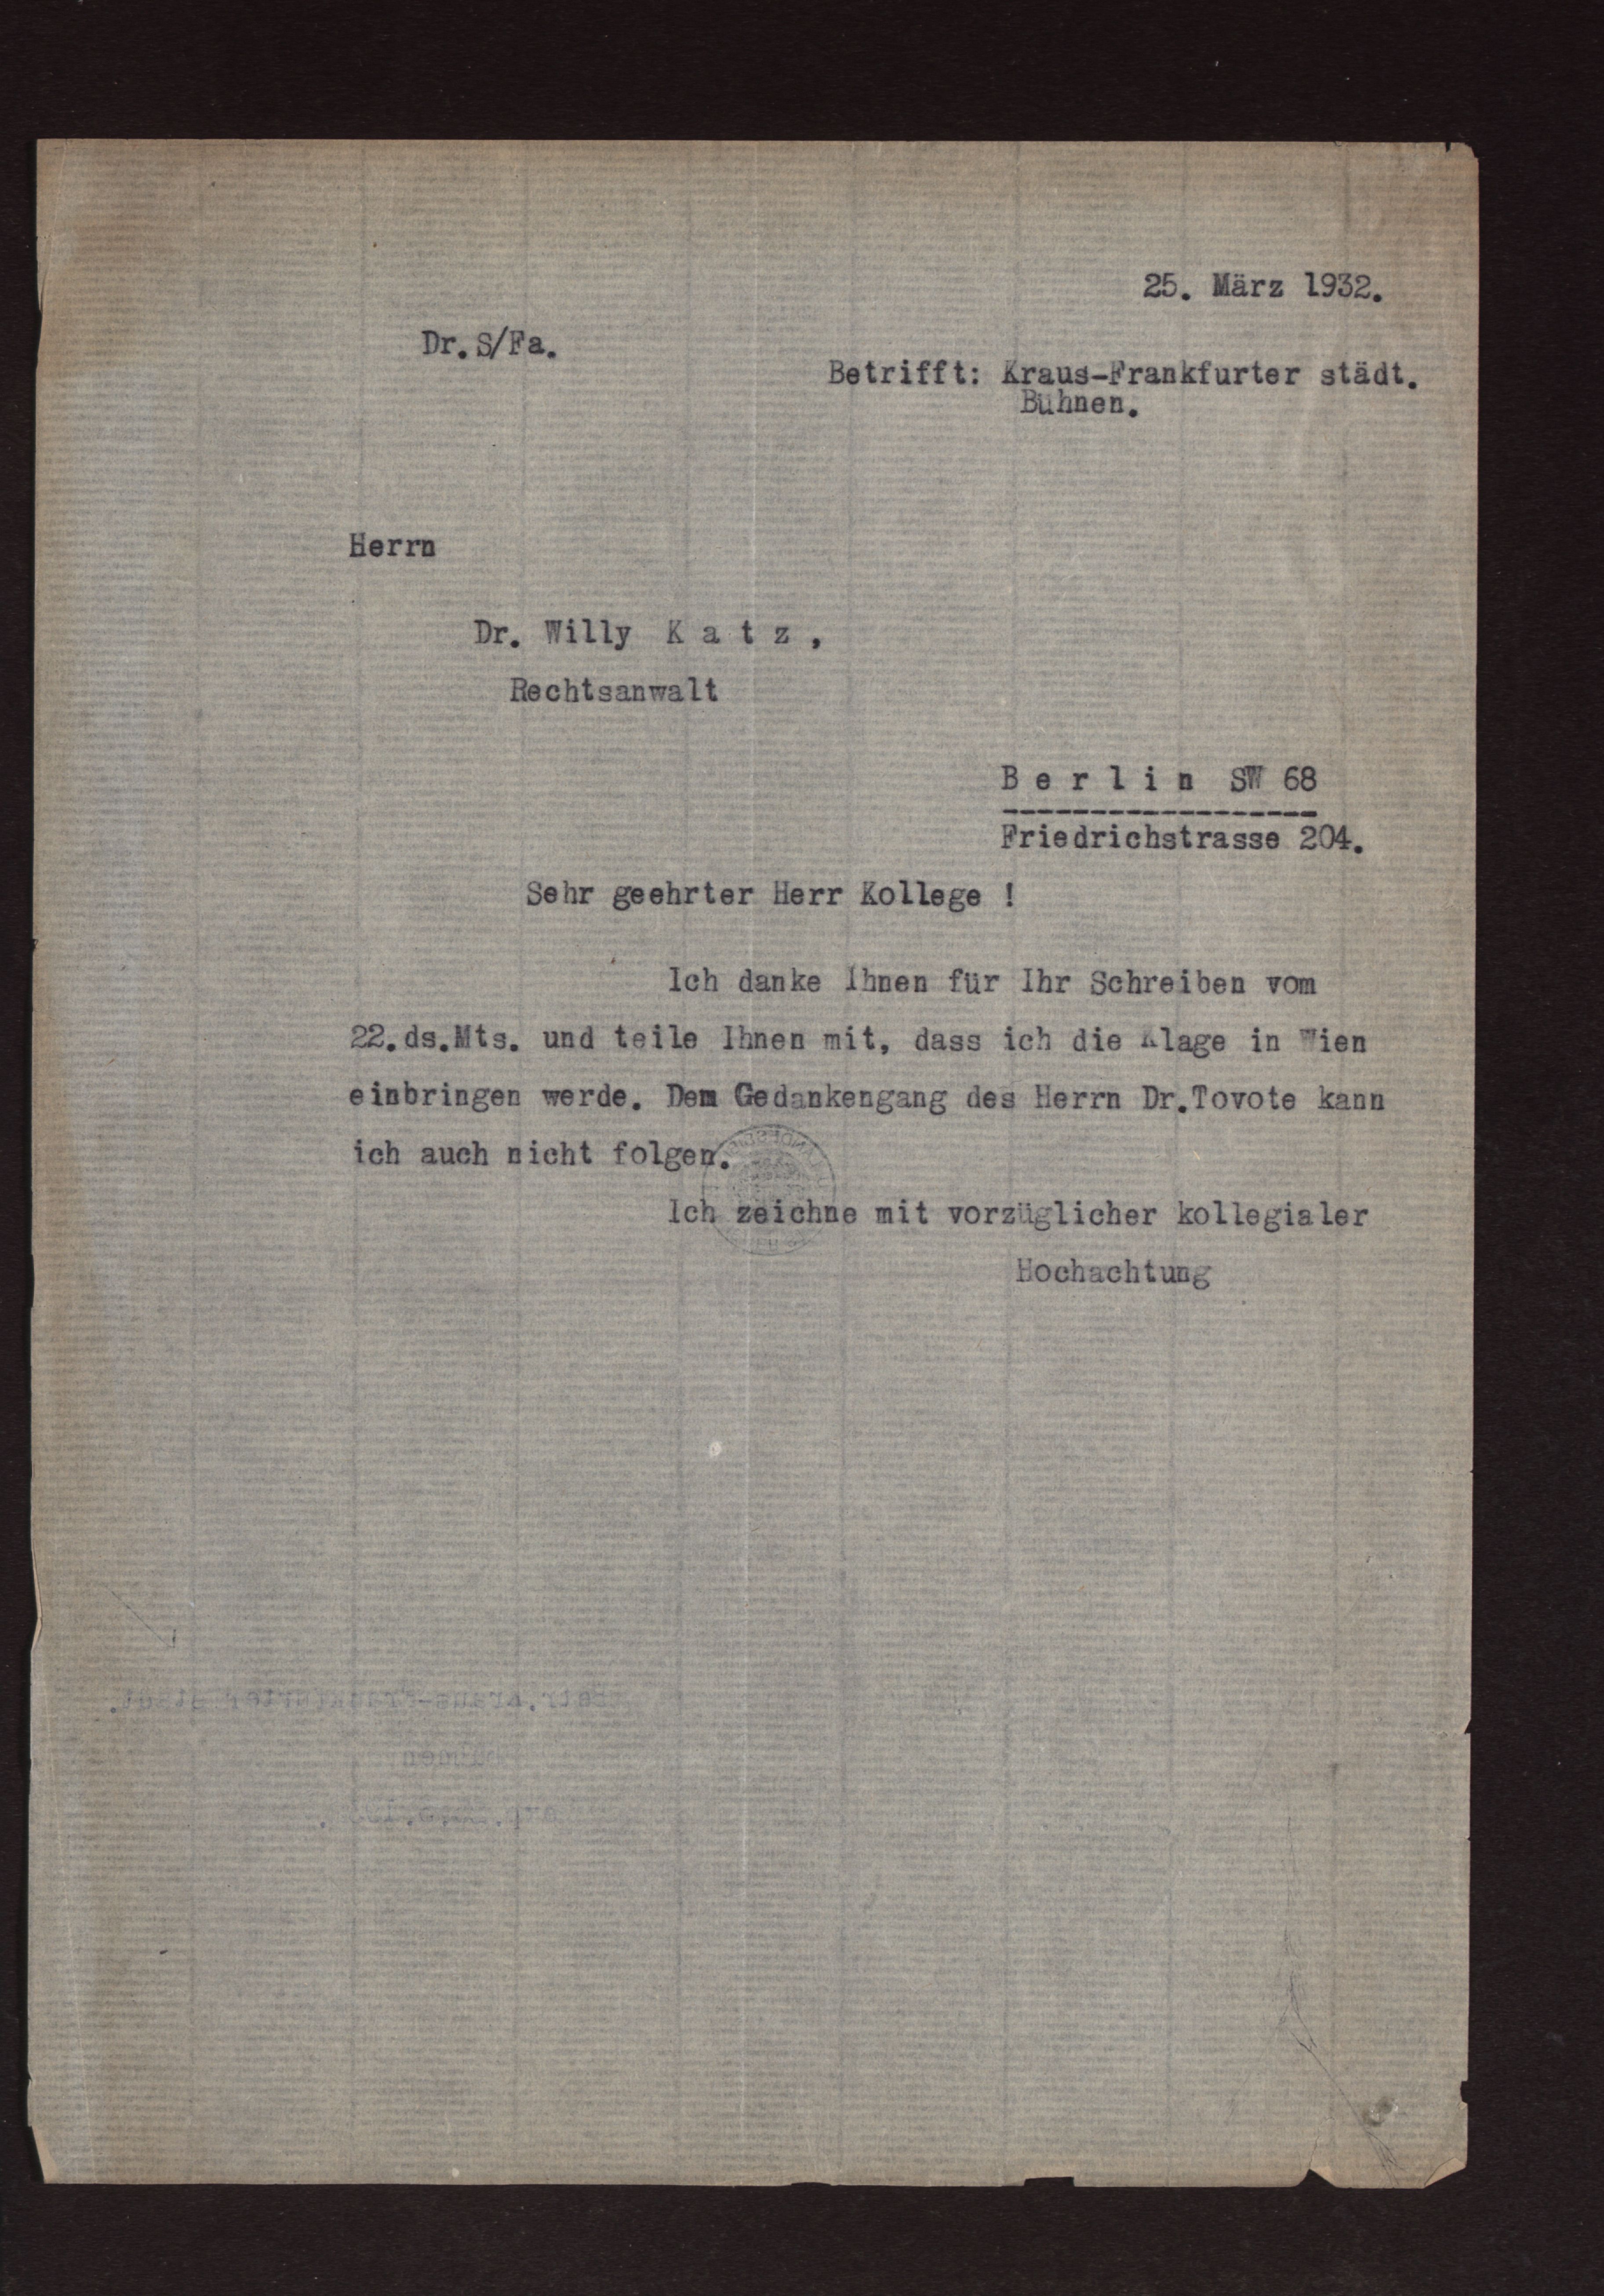 25. März 1932.
Dr.S/Fa.
Betrifft: Kraus-Frankfurter städt.
Bühnen.
Herrn
Dr. Willy K a t z ,
Rechtsanwalt
B e r l i n SW 68
------------------
Friedrichstrasse 204.
Sehr geehrter Herr Kollege !
Ich danke Ihnen für Ihr Schreiben vom
22.ds.Mts. und teile Ihnen mit, dass ich die Klage in Wien
einbringen werde. Dem Gedankengang des Herrn Dr.Tovote kann
ich auch nicht folgen.
Ich zeichne mit vorzüglicher kollegialer
Hochachtung